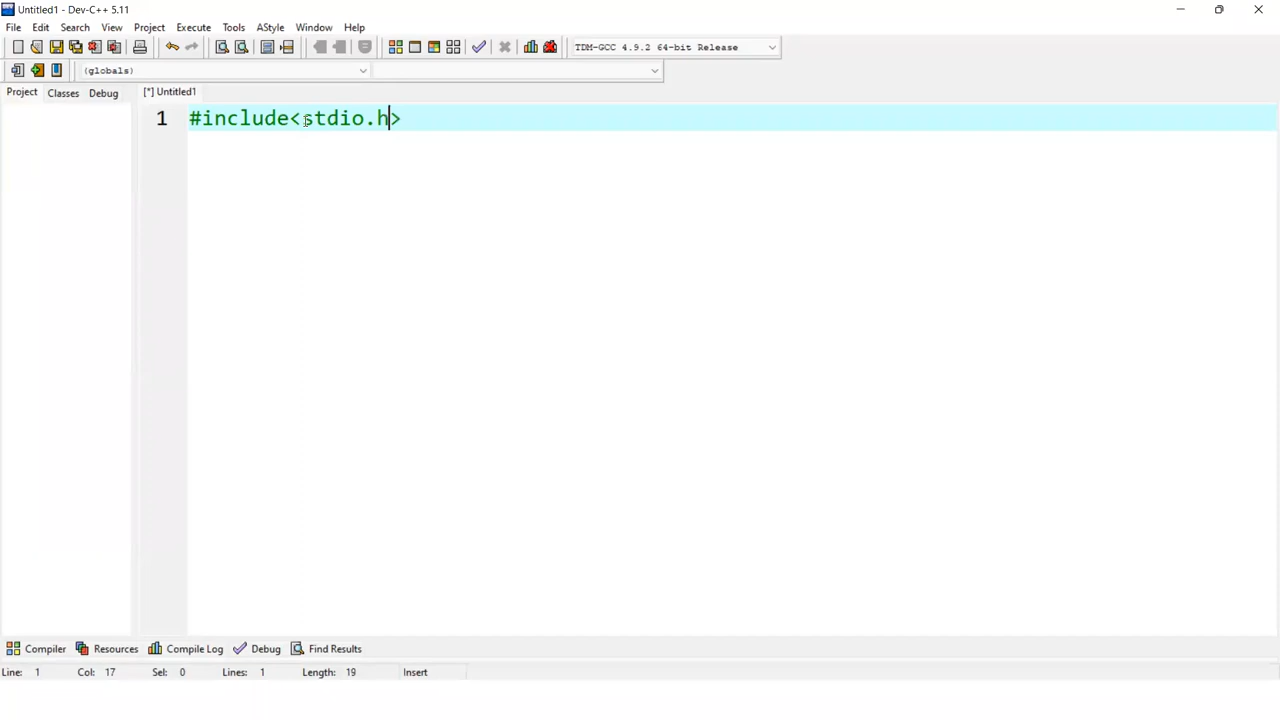 Untitled1 - Dev-C++ 5.11
File Edit Search View Project Execute Tools AStyle Window Help
TDM-GCC 4.9.2 64-bit Release
(globals)
Project Classes Debug [*] Untitled1
1 #include<stdio.h>
Compiler Resources Compile Log Debug Find Results
Line: 1 Col: 17 Sel: 0 Lines: 1 Length: 19 Insert